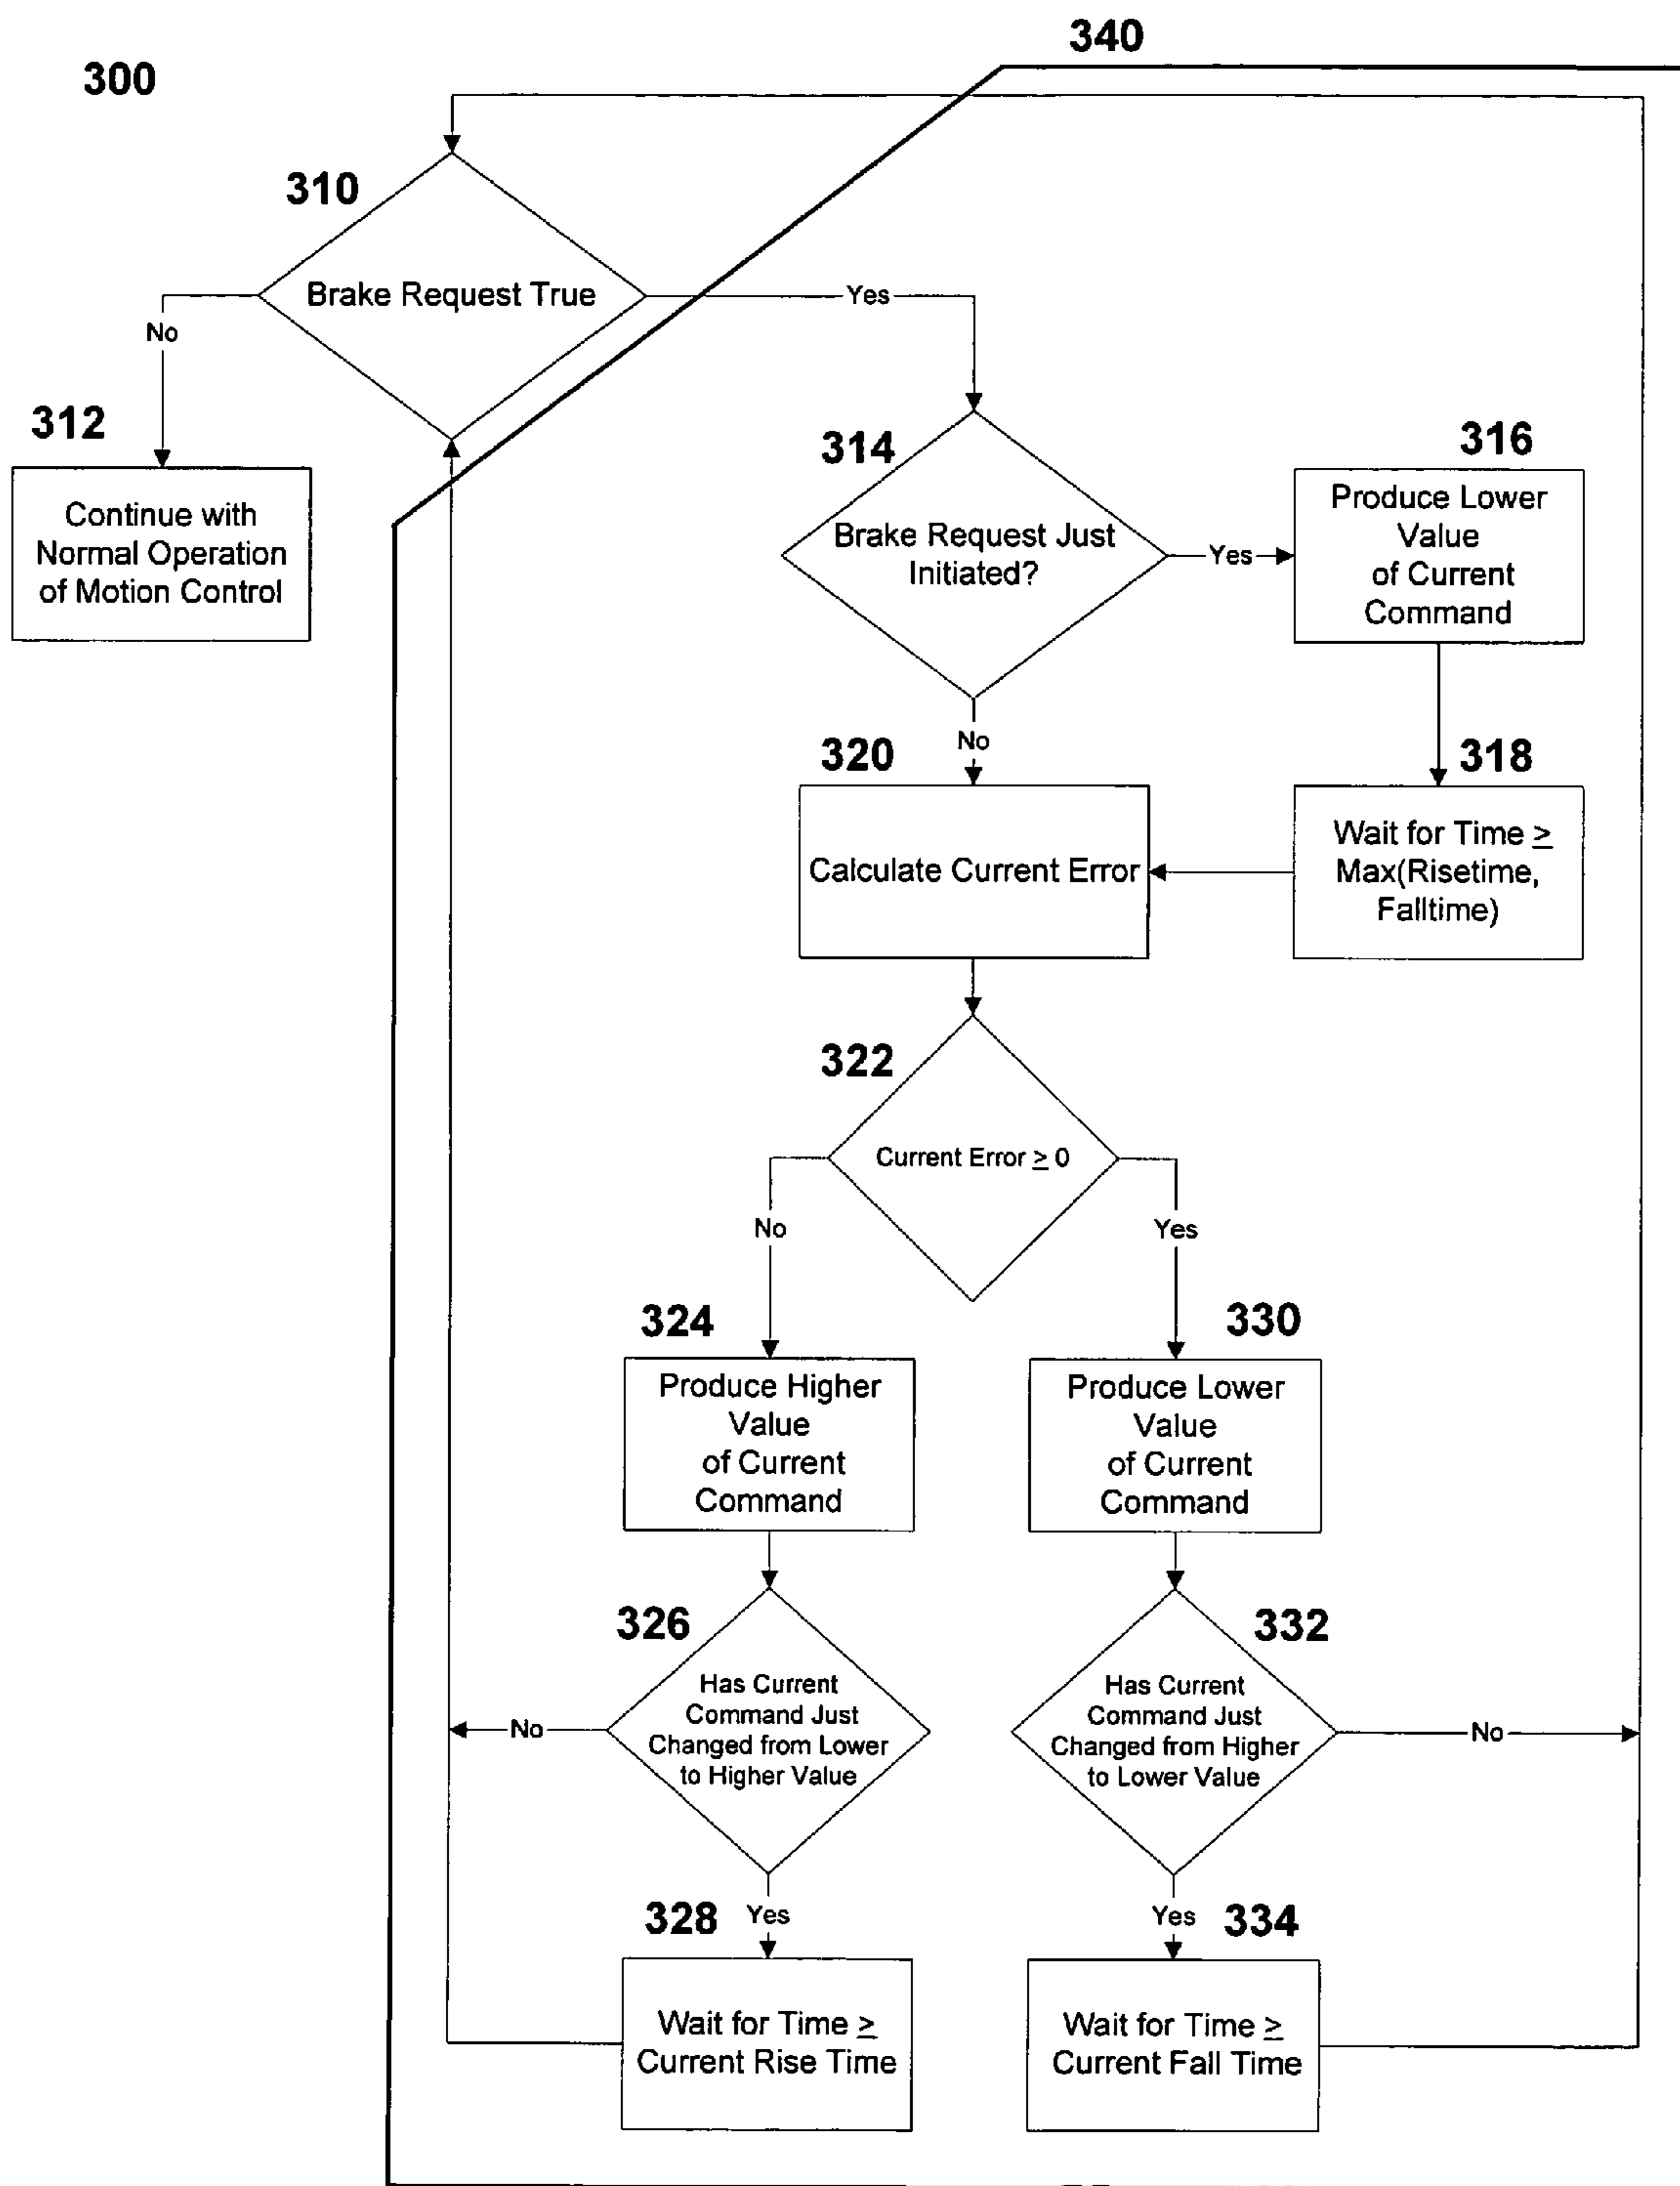 340
300
310
Brake Request True
Yes
No
312
Continue with
Normal Operation
of Motion Control
314
Brake Request Just
Initiated?
Yes
316
Produce Lower
Value
of Current
Command
No
320
Calculate Current Error
318
Wait for Time ≥
Max(Risetime,
Falltime)
322
Current Error ≥ 0
No
Yes
324
Produce Higher
Value
of Current
Command
330
Produce Lower
Value
of Current
Command
326
Has Current
Command Just
Changed from Lower
to Higher Value
No
332
Has Current
Command Just
Changed from Higher
to Lower Value
No
328
Yes
Wait for Time ≥
Current Rise Time
Yes
334
Wait for Time ≥
Current Fall Time